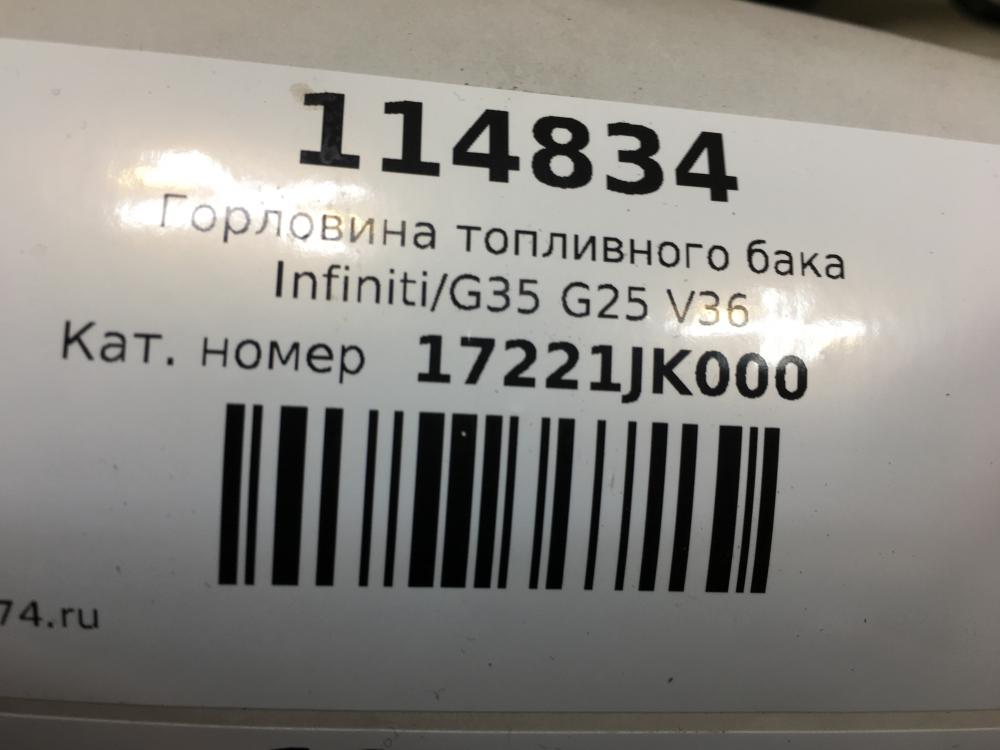 114834
Горловина топливного бака
Infiniti/G35 G25 V36
Кат. номер 17221JK000
74.ru